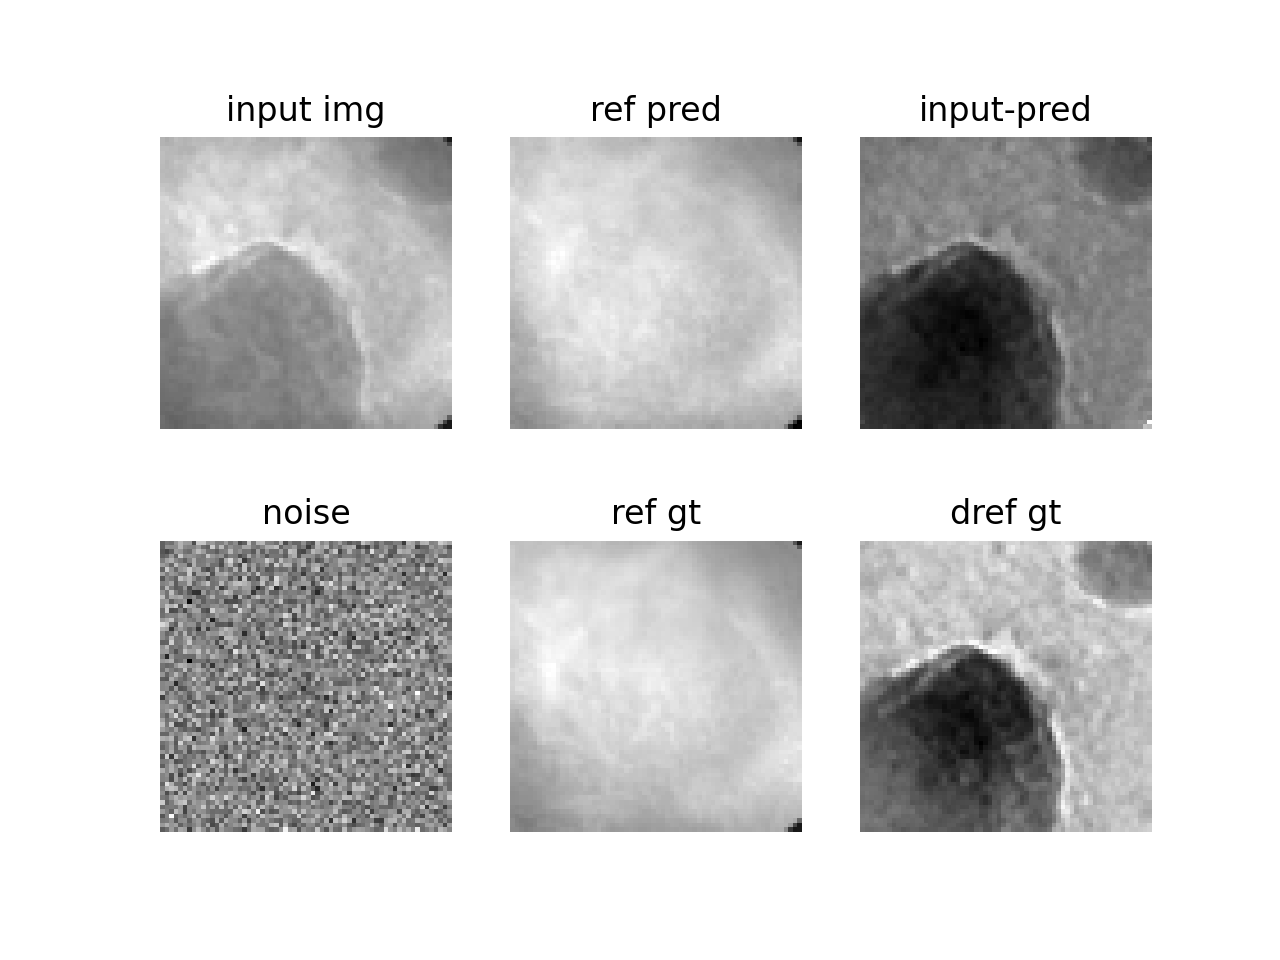 input img
ref pred
input-pred
noise
ref gt
dref gt